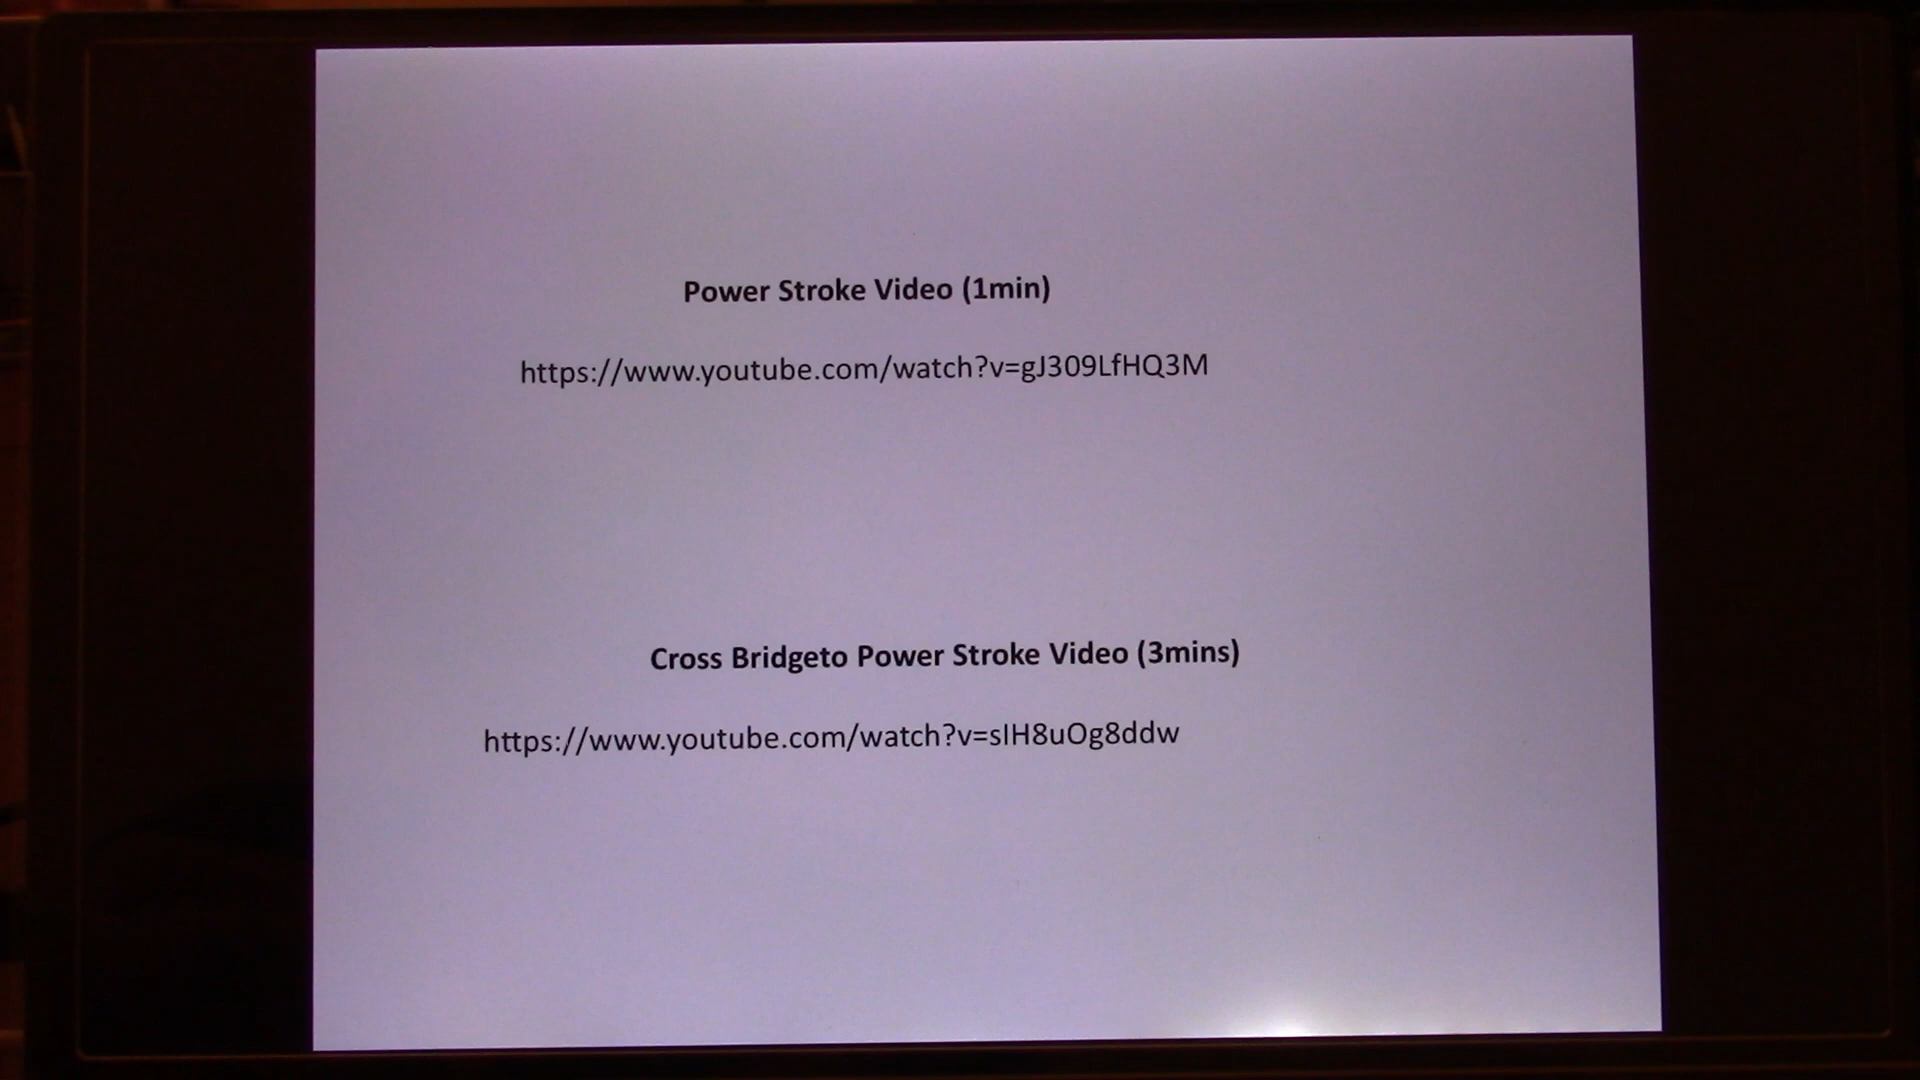 Power Stroke Video (1min)
https://www.youtube.com/watch?v=gJ309LfHQ3M
Cross Bridgeto Power Stroke Video (3mins)
https://www.youtube.com/watch?v=sIH8uOg8ddw